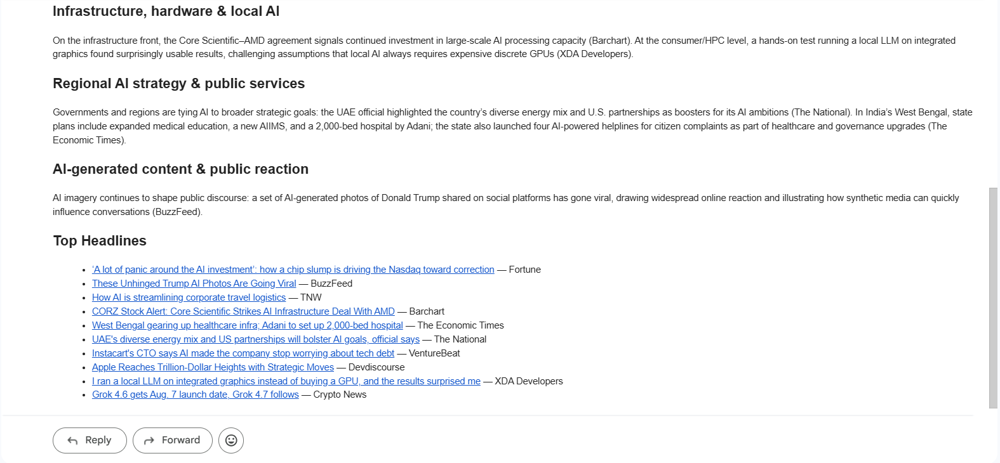 Infrastructure, hardware & local AI
On the infrastructure front, the Core Scientific–AMD agreement signals continued investment in large-scale AI processing capacity (Barchart). At the consumer/HPC level, a hands-on test running a local LLM on integrated
graphics found surprisingly usable results, challenging assumptions that local AI always requires expensive discrete GPUs (XDA Developers).
Regional AI strategy & public services
Governments and regions are tying AI to broader strategic goals: the UAE official highlighted the country’s diverse energy mix and U.S. partnerships as boosters for its AI ambitions (The National). In India’s West Bengal, state
plans include expanded medical education, a new AIIMS, and a 2,000-bed hospital by Adani; the state also launched four AI-powered helplines for citizen complaints as part of healthcare and governance upgrades (The
Economic Times).
AI-generated content & public reaction
AI imagery continues to shape public discourse: a set of AI-generated photos of Donald Trump shared on social platforms has gone viral, drawing widespread online reaction and illustrating how synthetic media can quickly
influence conversations (BuzzFeed).
Top Headlines
• ‘A lot of panic around the AI investment’: how a chip slump is driving the Nasdaq toward correction — Fortune
• These Unhinged Trump AI Photos Are Going Viral — BuzzFeed
• How AI is streamlining corporate travel logistics — TNW
• CORZ Stock Alert: Core Scientific Strikes AI Infrastructure Deal With AMD — Barchart
• West Bengal gearing up healthcare infra; Adani to set up 2,000-bed hospital — The Economic Times
• UAE's diverse energy mix and US partnerships will bolster AI goals, official says — The National
• Instacart's CTO says AI made the company stop worrying about tech debt — VentureBeat
• Apple Reaches Trillion-Dollar Heights with Strategic Moves — Devdiscourse
• I ran a local LLM on integrated graphics instead of buying a GPU, and the results surprised me — XDA Developers
• Grok 4.6 gets Aug. 7 launch date, Grok 4.7 follows — Crypto News
Reply Forward